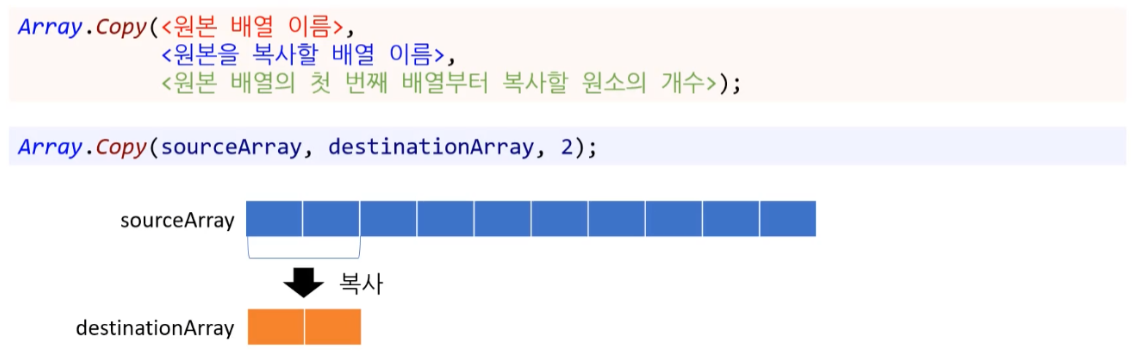 Array.Copy(<원본 배열 이름>,
<원본을 복사할 배열 이름>,
<원본 배열의 첫 번째 배열부터 복사할 원소의 개수>);
Array.Copy(sourceArray, destinationArray, 2);
sourceArray
복사
destinationArray